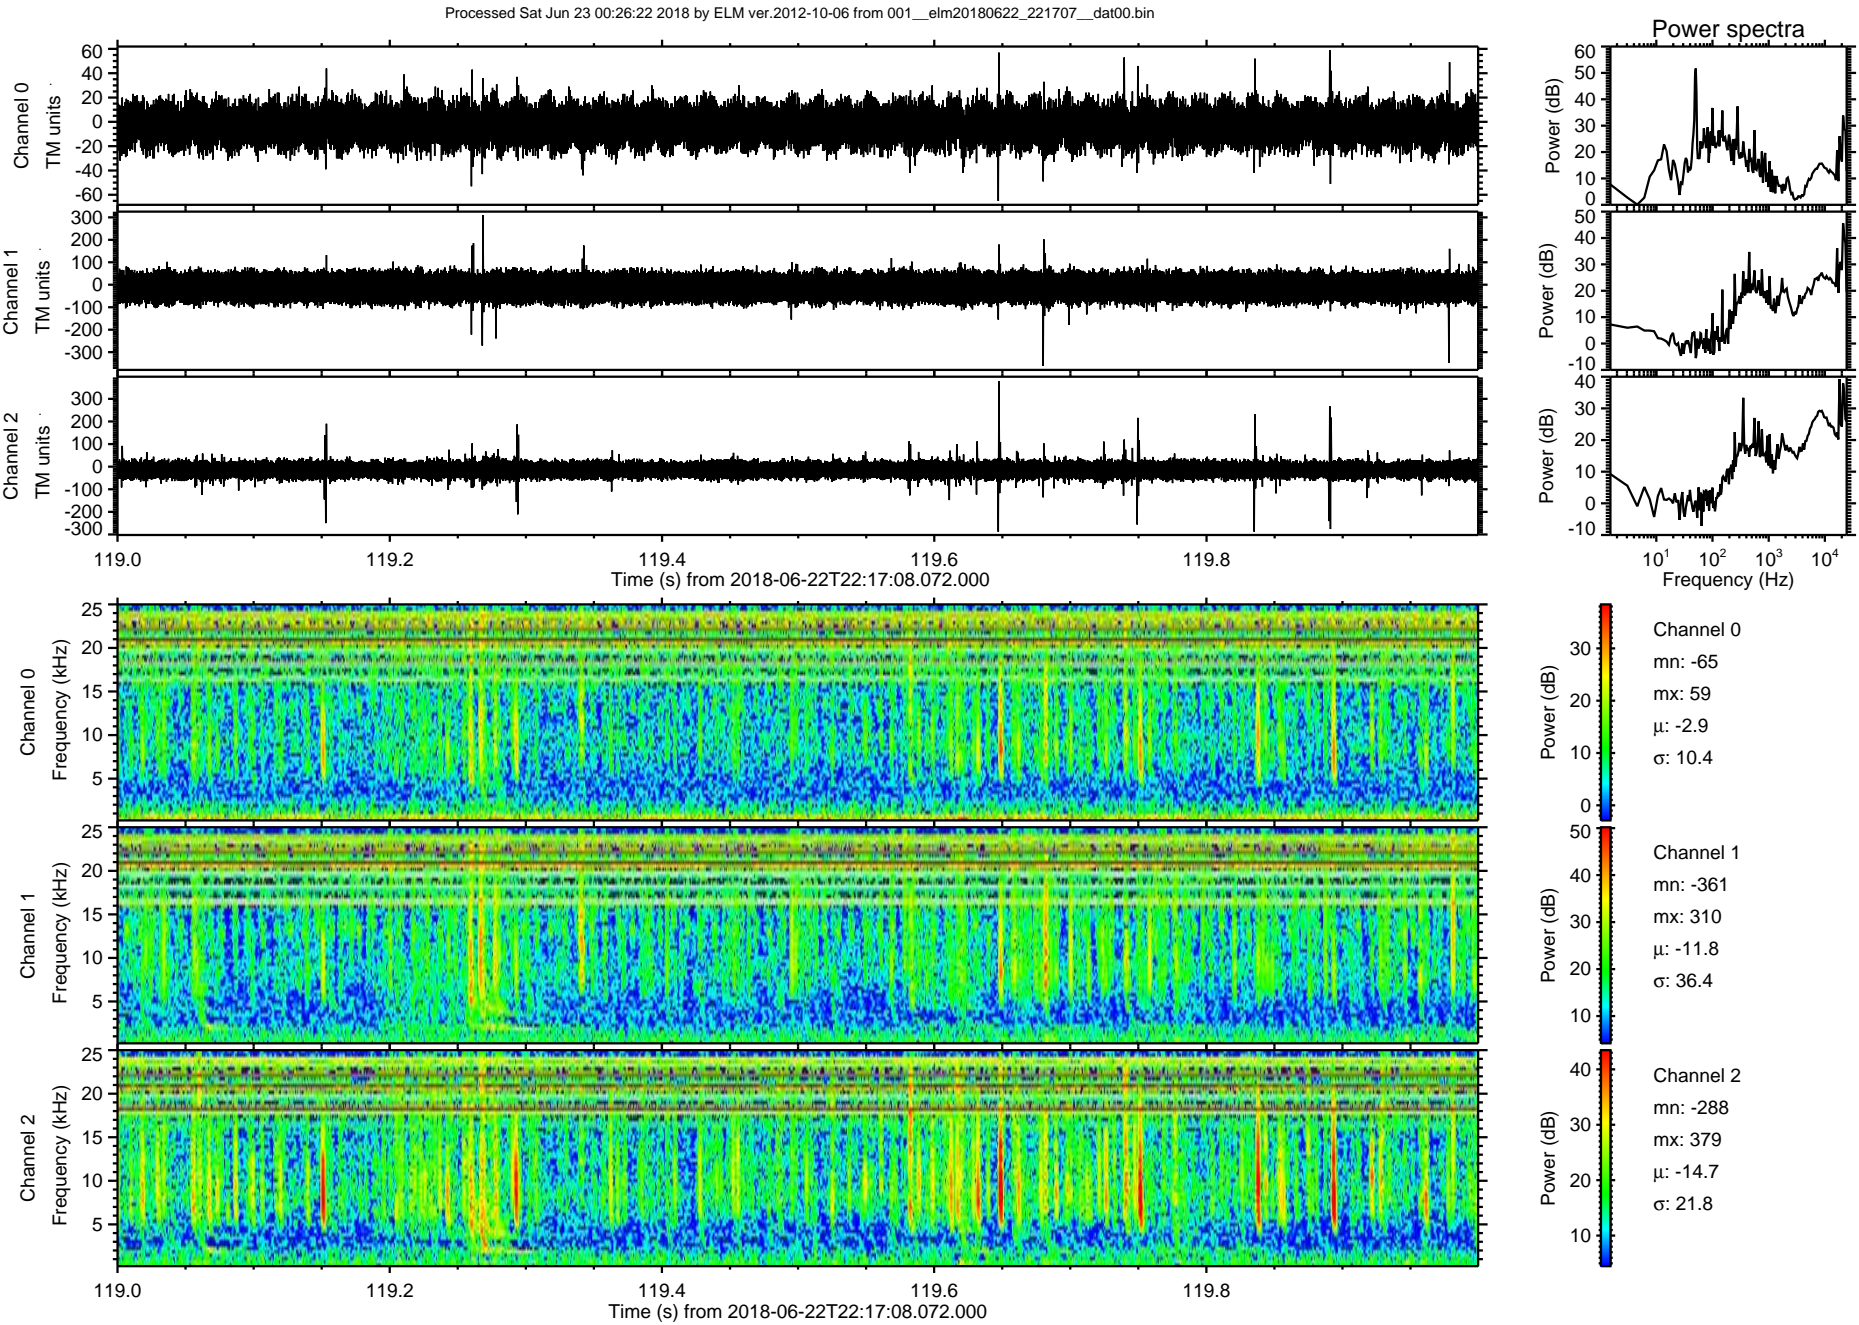 Processed Sat Jun 23 00:26:22 2018 by ELM ver.2012-10-06 from 001__elm20180622_221707__dat00.bin
Power spectra
Channel 0
TM units
60
40
20
0
-20
-40
-60
Power (dB)
60
50
40
30
20
10
0
Channel 1
TM units
300
200
100
0
-100
-200
-300
Power (dB)
50
40
30
20
10
0
-10
Channel 2
TM units
300
200
100
0
-100
-200
-300
Power (dB)
40
30
20
10
0
-10
119.0 119.2 119.4 119.6 119.8
Time (s) from 2018-06-22T22:17:08.072.000
10^1 10^2 10^3 10^4
Frequency (Hz)
Channel 0
Frequency (kHz)
25
20
15
10
5
Power (dB)
30
20
10
0
Channel 0
mn: -65
mx: 59
μ: -2.9
σ: 10.4
Channel 1
Frequency (kHz)
25
20
15
10
5
Power (dB)
50
40
30
20
10
Channel 1
mn: -361
mx: 310
μ: -11.8
σ: 36.4
Channel 2
Frequency (kHz)
25
20
15
10
5
Power (dB)
40
30
20
10
Channel 2
mn: -288
mx: 379
μ: -14.7
σ: 21.8
119.0 119.2 119.4 119.6 119.8
Time (s) from 2018-06-22T22:17:08.072.000